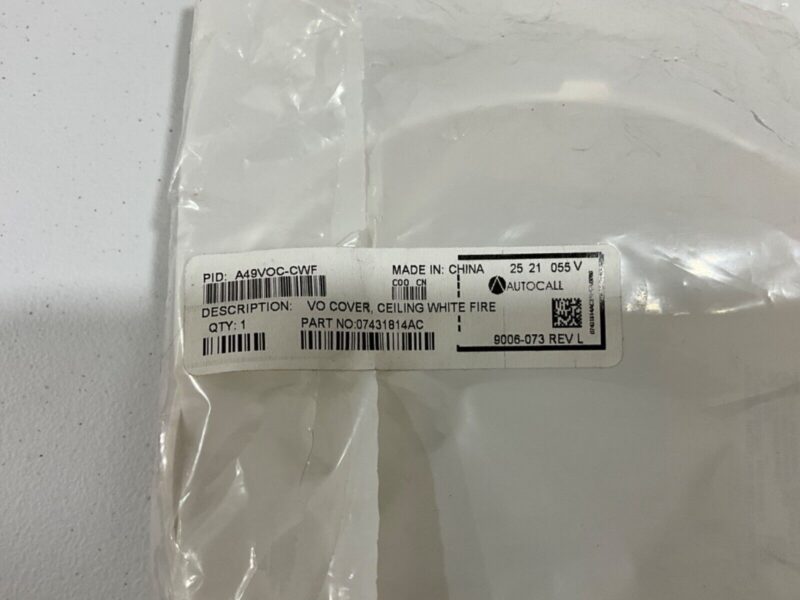 PID: A49VOC-CWF
MADE IN: CHINA
COO CN
25 21 055 V
AUTOCALL
DESCRIPTION: VO COVER, CEILING WHITE FIRE
QTY: 1
PART NO:07431814AC
9006-073 REV L